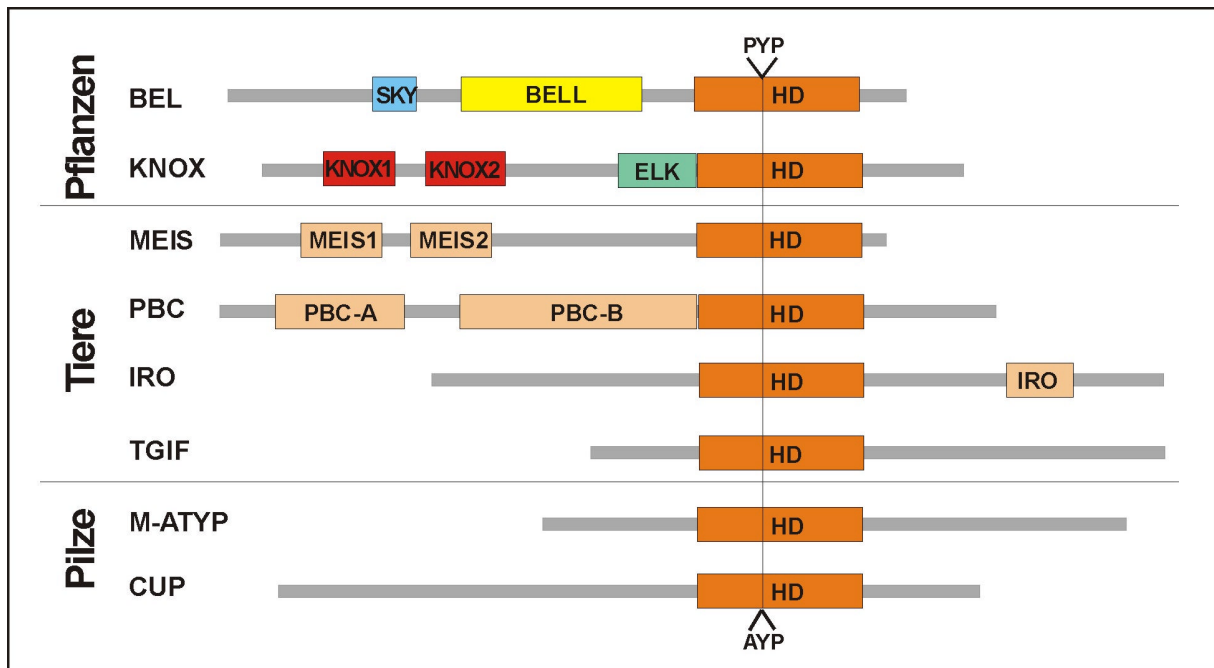 PYP
Pflanzen
BEL SKY BELL HD
KNOX KNOX1 KNOX2 ELK HD
Tiere
MEIS MEIS1 MEIS2 HD
PBC PBC-A PBC-B HD
IRO HD IRO
TGIF HD
Pilze
M-ATYP HD
CUP HD
AYP